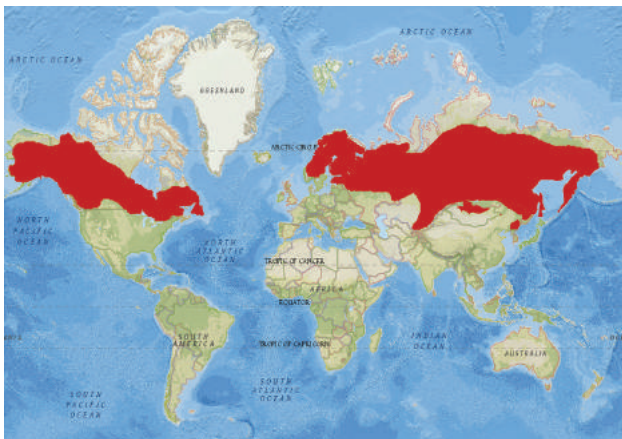 ARCTIC OCEAN
ARCTIC OCEAN
GREENLAND
ARCTIC CIRCLE
NORTH
PACIFIC
OCEAN
NORTH
ATLANTIC
OCEAN
TROPIC OF CANCER
AFRICA
EQUATOR
SOUTH
AMERICA
TROPIC OF CAPRICORN
INDIAN
OCEAN
AUSTRALIA
SOUTH
PACIFIC
OCEAN
SOUTH
ATLANTIC
OCEAN